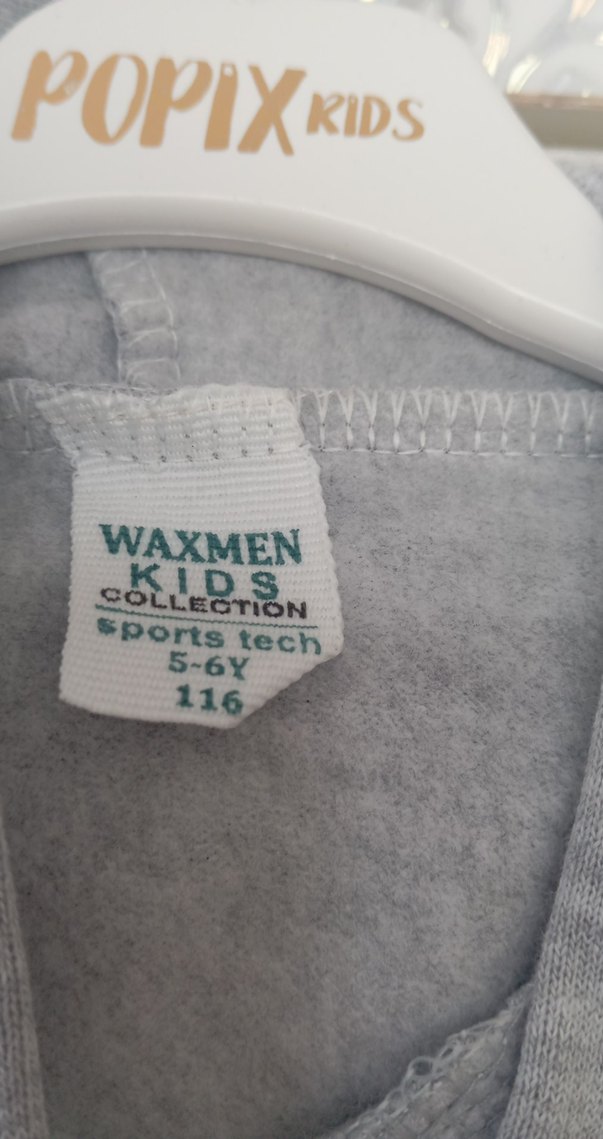 POPIX KIDS
WAXMEN
KIDS
COLLECTION
sports tech
5-6Y
116